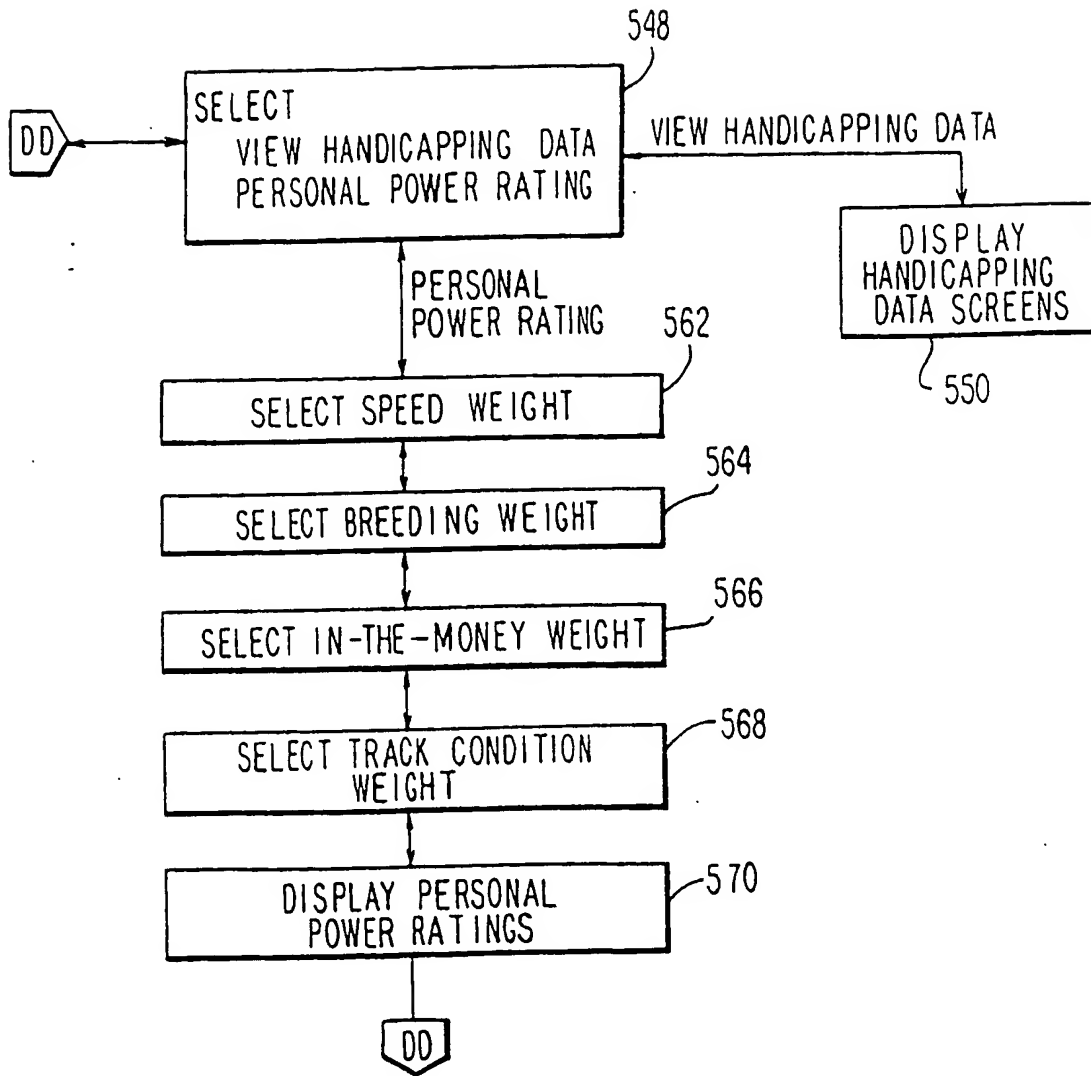 548
SELECT
VIEW HANDICAPPING DATA
PERSONAL POWER RATING
DD
VIEW HANDICAPPING DATA
DISPLAY
HANDICAPPING
DATA SCREENS
550
PERSONAL
POWER RATING
562
SELECT SPEED WEIGHT
564
SELECT BREEDING WEIGHT
566
SELECT IN-THE-MONEY WEIGHT
568
SELECT TRACK CONDITION
WEIGHT
570
DISPLAY PERSONAL
POWER RATINGS
DD